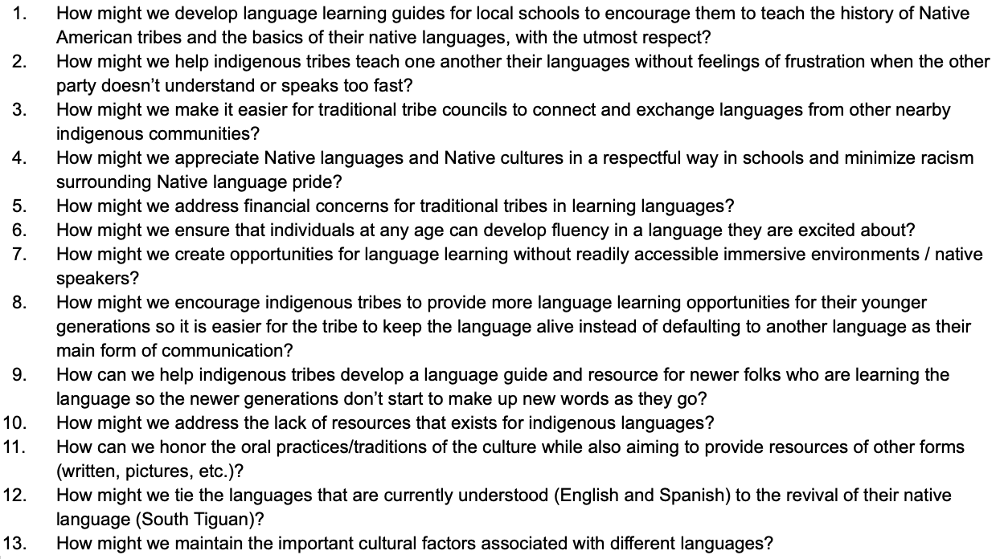 1. How might we develop language learning guides for local schools to encourage them to teach the history of Native
American tribes and the basics of their native languages, with the utmost respect?
2. How might we help indigenous tribes teach one another their languages without feelings of frustration when the other
party doesn’t understand or speaks too fast?
3. How might we make it easier for traditional tribe councils to connect and exchange languages from other nearby
indigenous communities?
4. How might we appreciate Native languages and Native cultures in a respectful way in schools and minimize racism
surrounding Native language pride?
5. How might we address financial concerns for traditional tribes in learning languages?
6. How might we ensure that individuals at any age can develop fluency in a language they are excited about?
7. How might we create opportunities for language learning without readily accessible immersive environments / native
speakers?
8. How might we encourage indigenous tribes to provide more language learning opportunities for their younger
generations so it is easier for the tribe to keep the language alive instead of defaulting to another language as their
main form of communication?
9. How can we help indigenous tribes develop a language guide and resource for newer folks who are learning the
language so the newer generations don’t start to make up new words as they go?
10. How might we address the lack of resources that exists for indigenous languages?
11. How can we honor the oral practices/traditions of the culture while also aiming to provide resources of other forms
(written, pictures, etc.)?
12. How might we tie the languages that are currently understood (English and Spanish) to the revival of their native
language (South Tiguan)?
13. How might we maintain the important cultural factors associated with different languages?